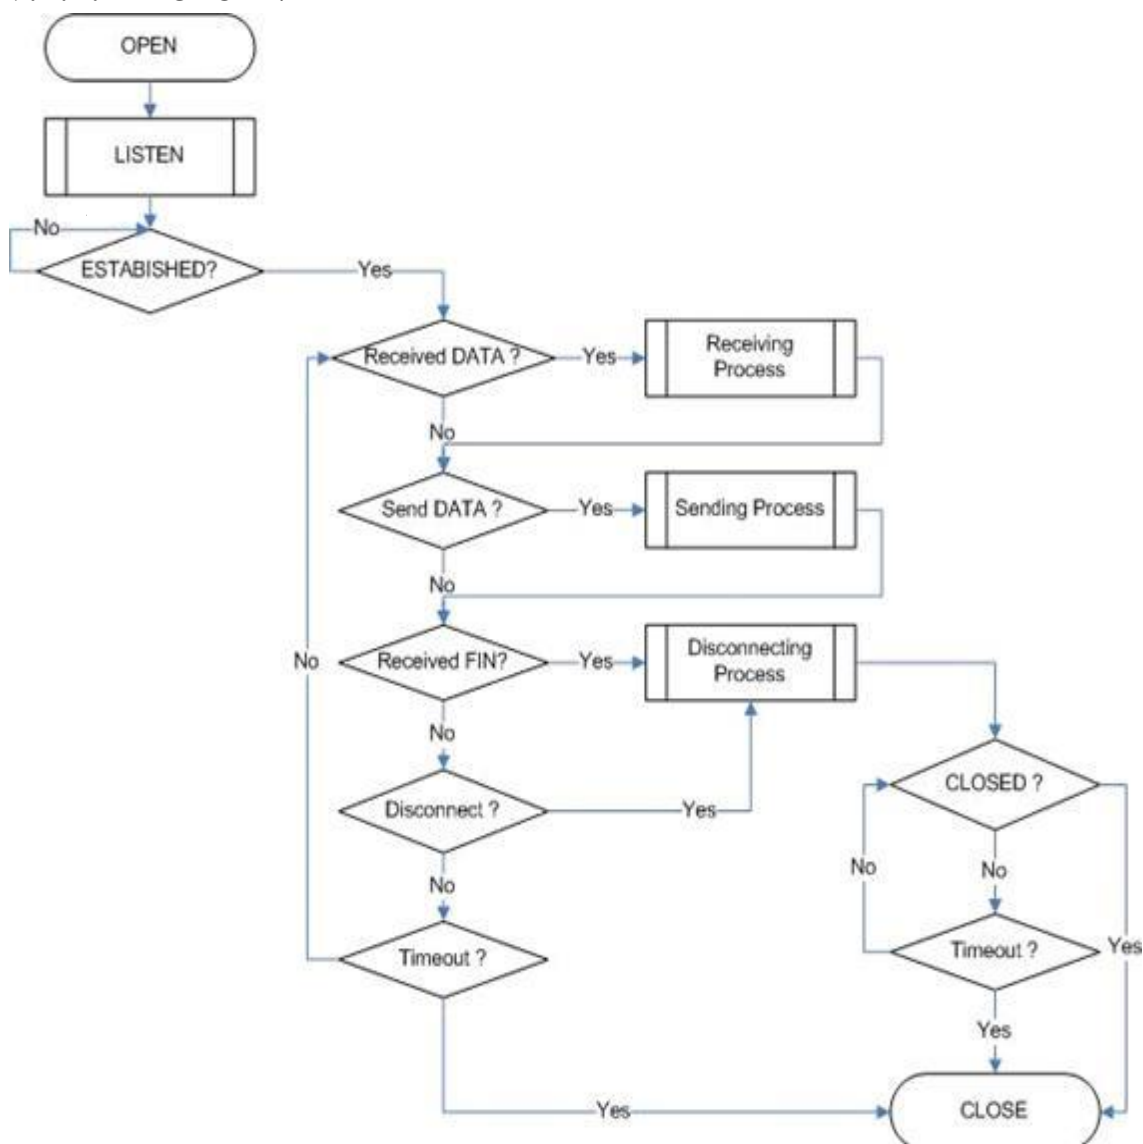 OPEN
LISTEN
No
ESTABISHED?
Yes
Received DATA ?
Yes
Receiving
Process
No
Send DATA ?
Yes
Sending Process
No
Received FIN?
Yes
Disconnecting
Process
No
No
Disconnect ?
Yes
CLOSED ?
No
No
No
Timeout ?
Timeout ?
Yes
Yes
Yes
CLOSE